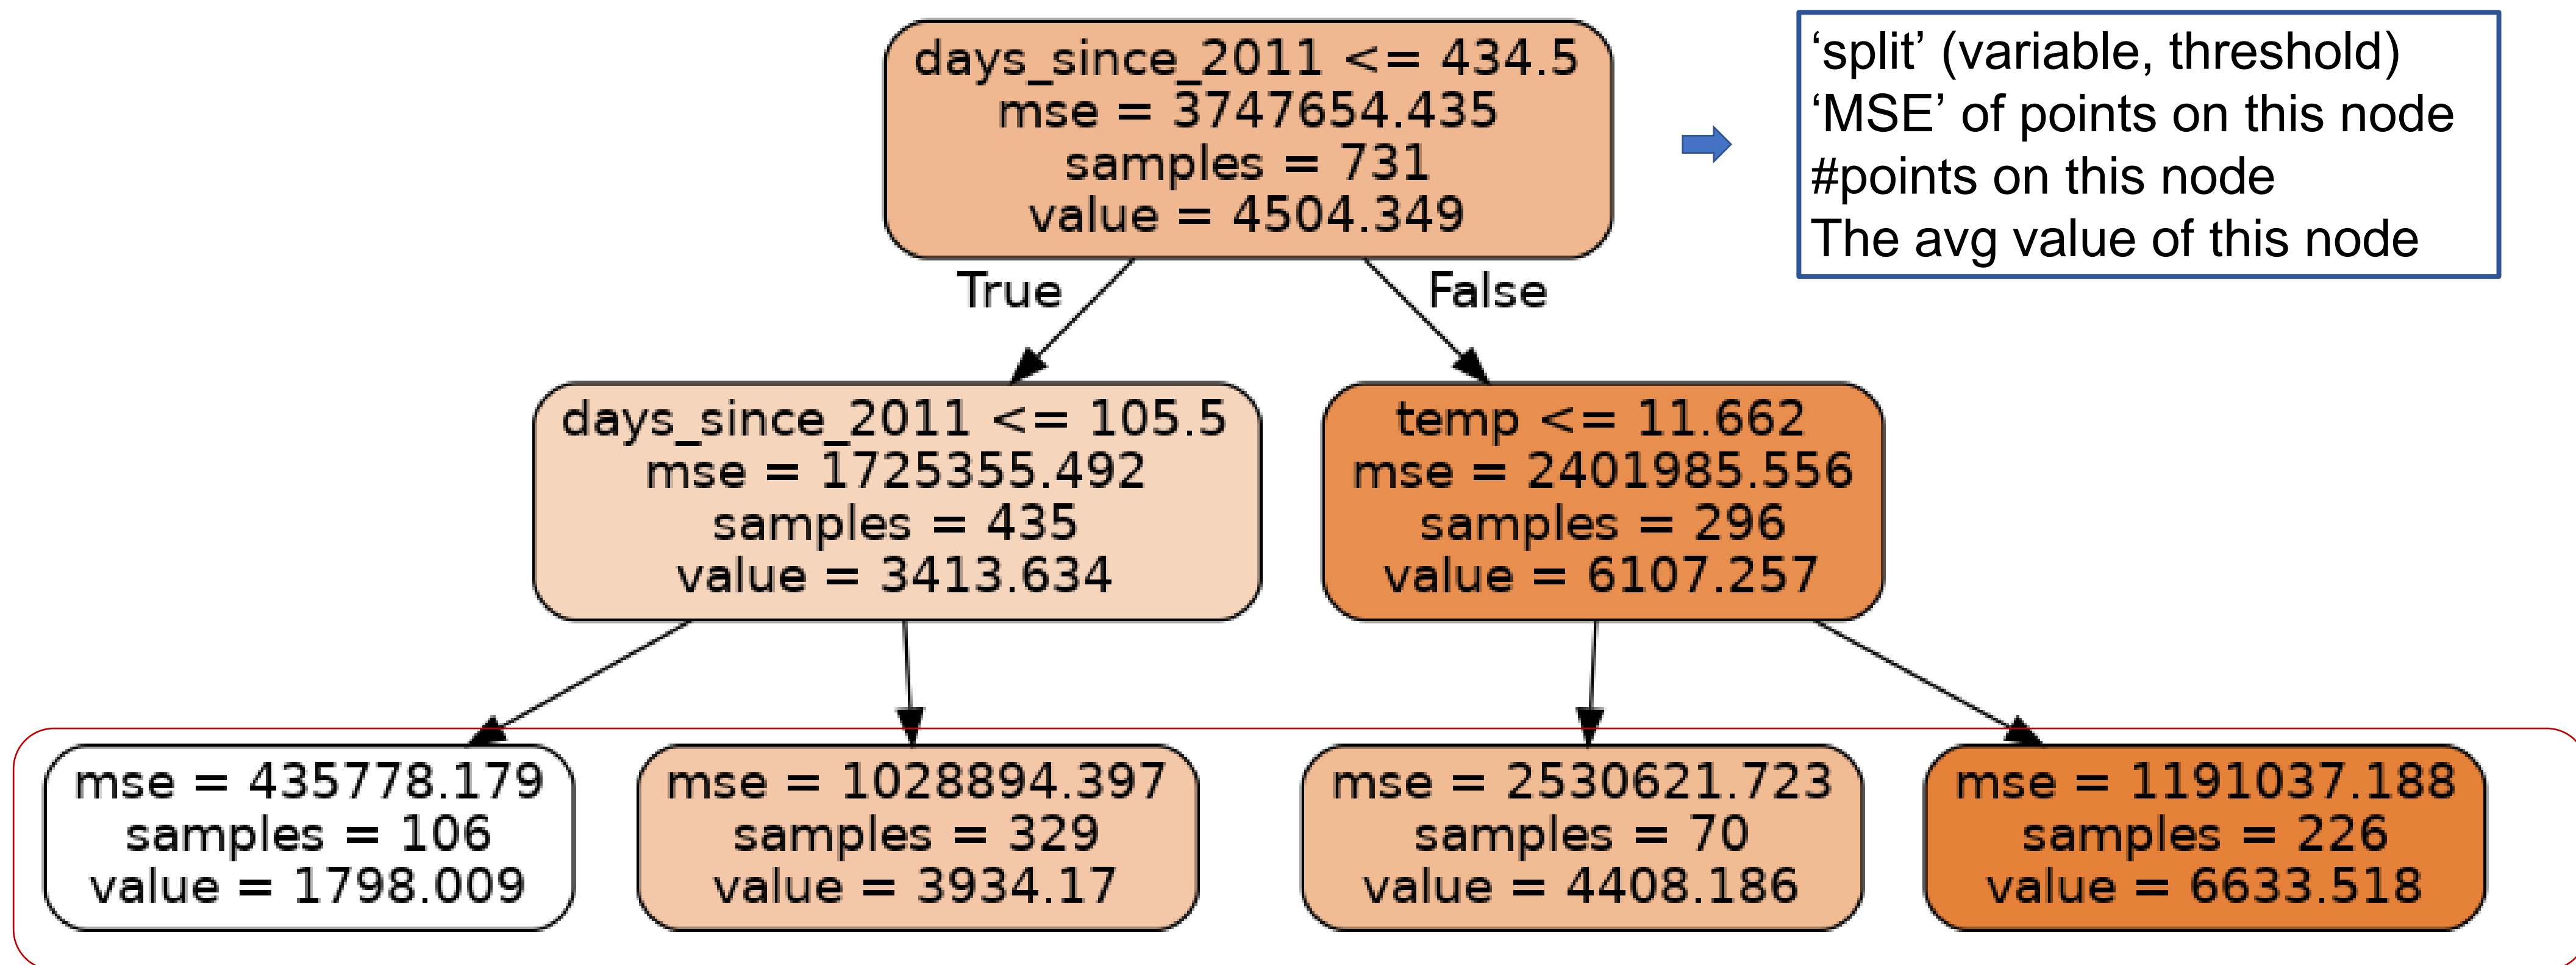 days_since_2011 <= 434.5
mse = 3747654.435
samples = 731
value = 4504.349
‘split’ (variable, threshold)
‘MSE’ of points on this node
#points on this node
The avg value of this node
True
False
days_since_2011 <= 105.5
mse = 1725355.492
samples = 435
value = 3413.634
temp <= 11.662
mse = 2401985.556
samples = 296
value = 6107.257
mse = 435778.179
samples = 106
value = 1798.009
mse = 1028894.397
samples = 329
value = 3934.17
mse = 2530621.723
samples = 70
value = 4408.186
mse = 1191037.188
samples = 226
value = 6633.518